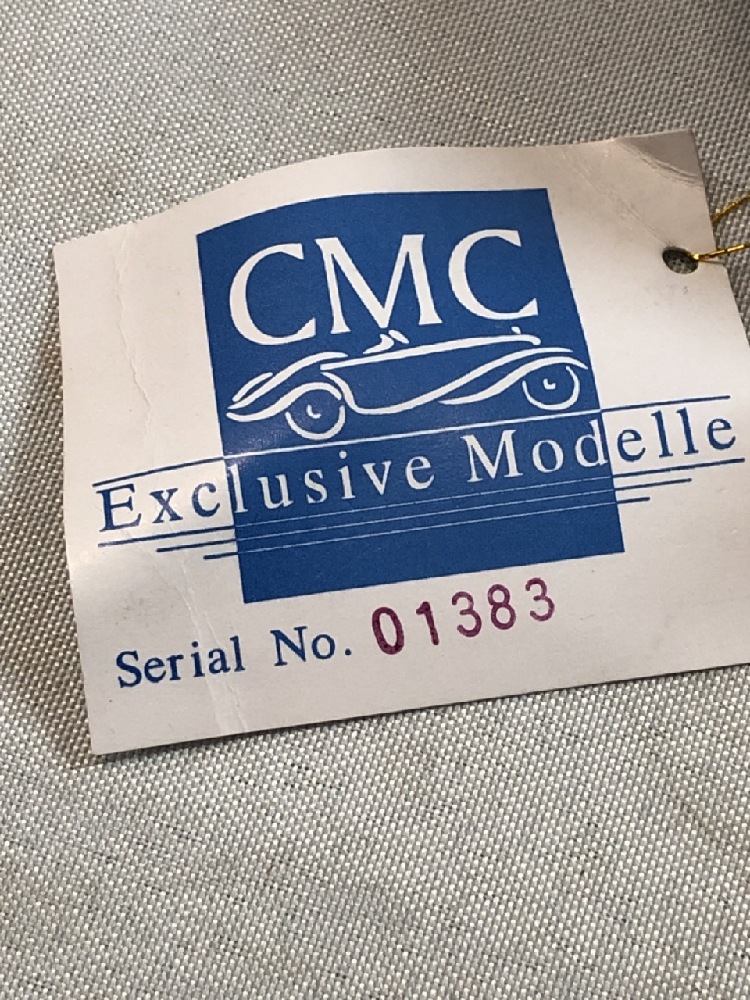 CMC
Exclusive Modelle
Serial No. 01383